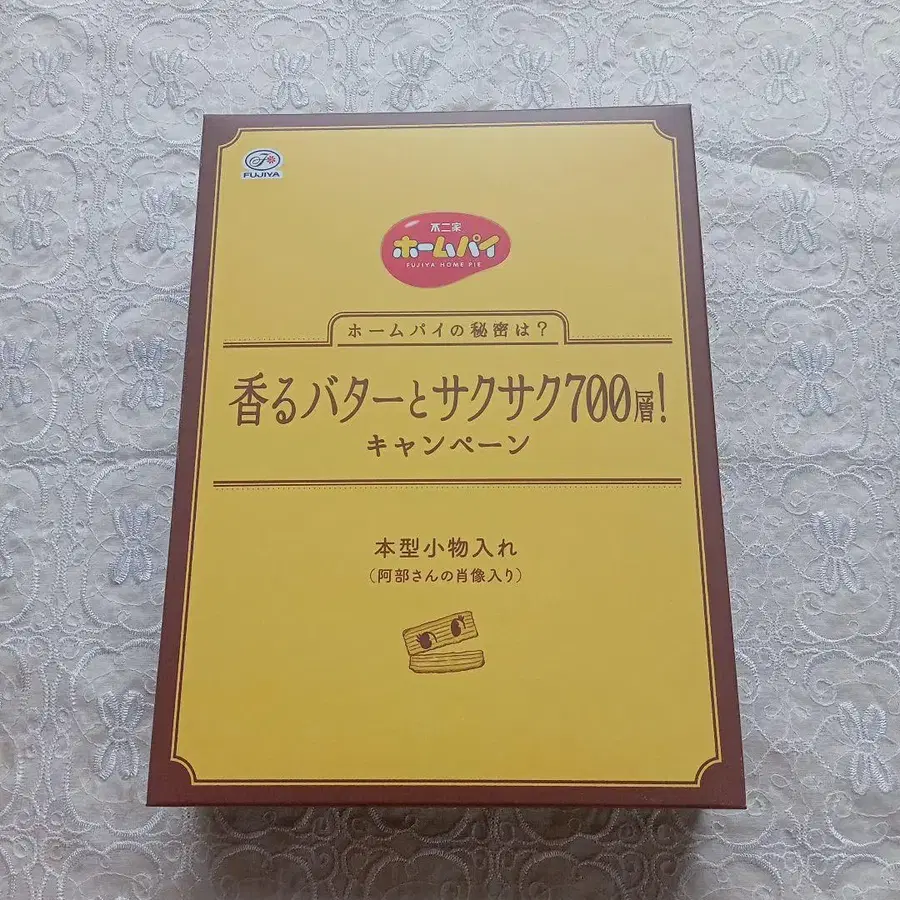 FUJIYA
不二家
ホームパイ
FUJIYA HOME PIE
ホームパイの秘密は？
香るバターとサクサク700層！
キャンペーン
本型小物入れ
（阿部さんの肖像入り）